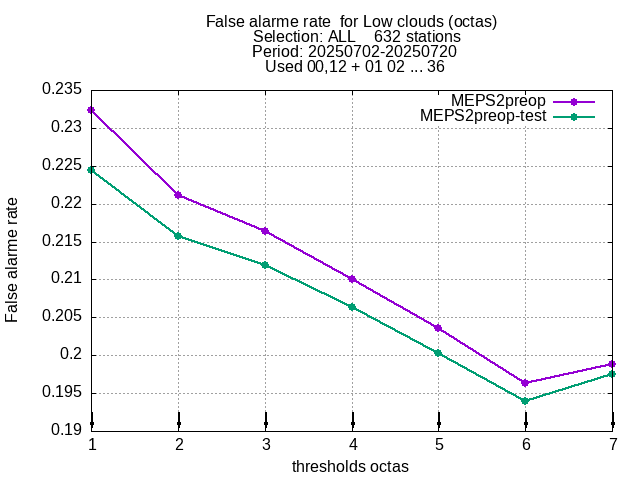 False alarme rate  for Low clouds (octas)
Selection: ALL    632 stations
Period: 20250702-20250720
Used 00,12 + 01 02 ... 36
MEPS2preop
MEPS2preop-test
0.235
0.23
0.225
0.22
0.215
0.21
0.205
0.2
0.195
0.19
False alarme rate
1 2 3 4 5 6 7
thresholds octas